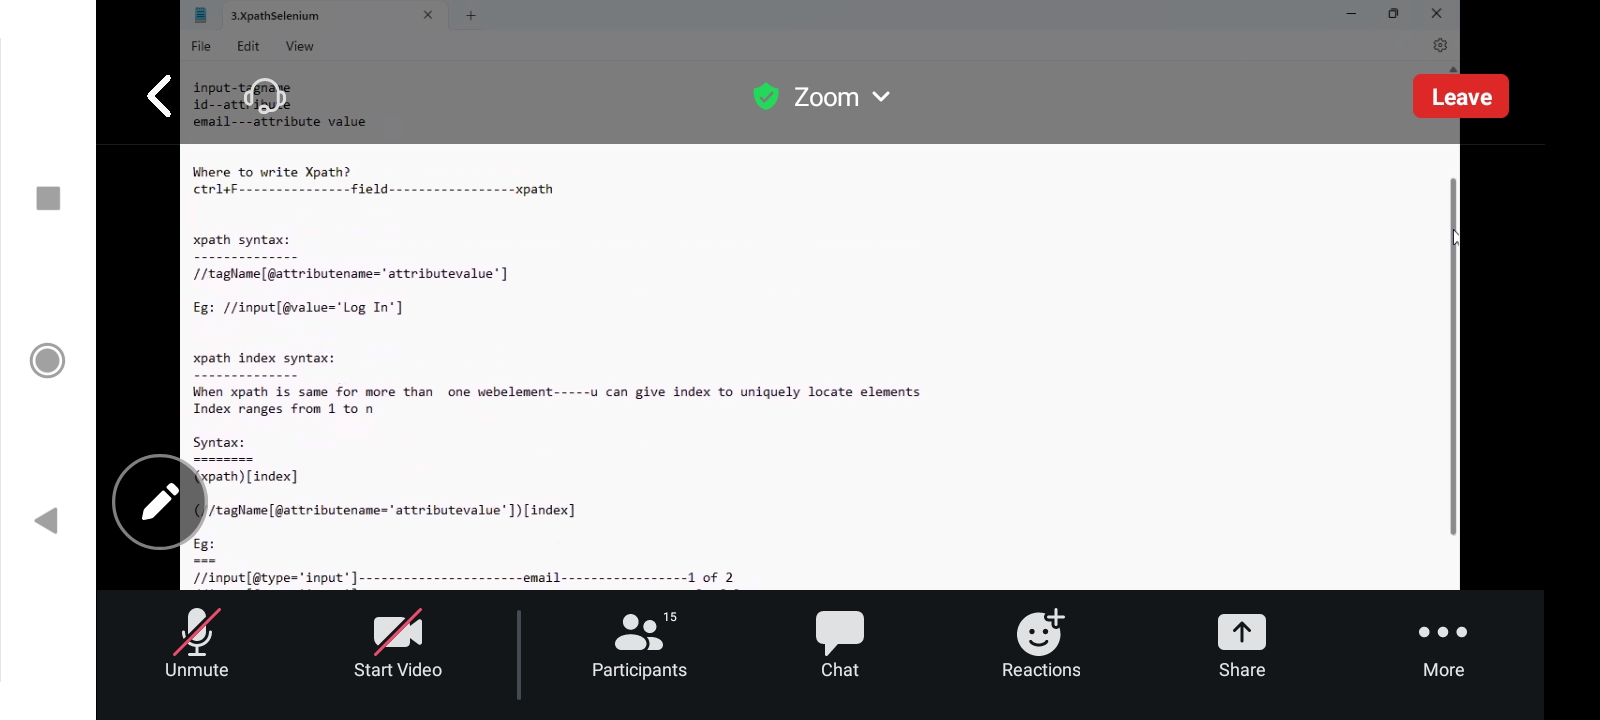 3.XpathSelenium
File Edit View
input-tagname
id--attribute
email---attribute value
Zoom
Leave
Where to write Xpath?
ctrl+F---------------field-----------------xpath
xpath syntax:
--------------
//tagName[@attributename='attributevalue']
Eg: //input[@value='Log In']
xpath index syntax:
--------------
When xpath is same for more than  one webelement-----u can give index to uniquely locate elements
Index ranges from 1 to n
Syntax:
========
(xpath)[index]
(//tagName[@attributename='attributevalue'])[index]
Eg:
===
//input[@type='input']----------------------email-----------------1 of 2
15
Unmute Start Video Participants Chat Reactions Share More